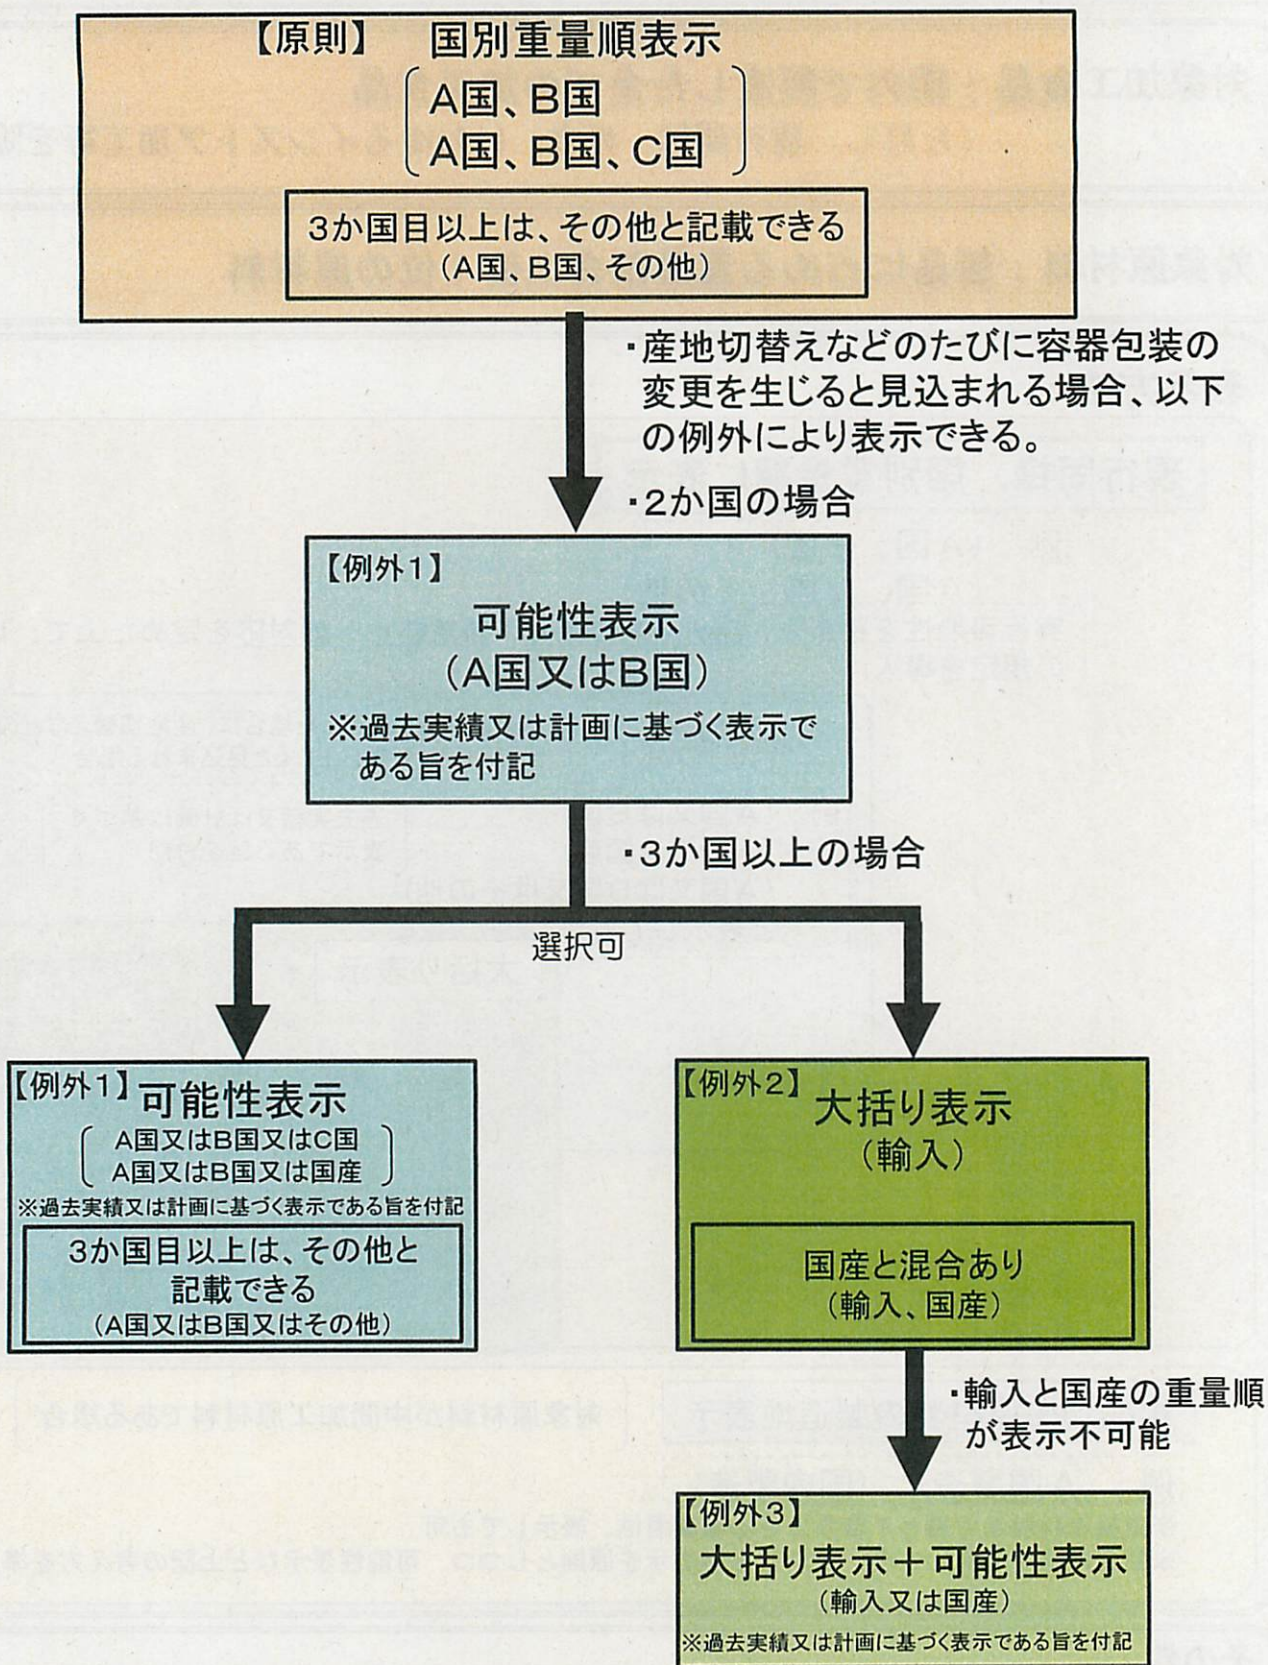 【原則】 国別重量順表示
A国、B国
A国、B国、C国
3か国目以上は、その他と記載できる
(A国、B国、その他)
・産地切替えなどのたびに容器包装の
変更を生じると見込まれる場合、以下
の例外により表示できる。
・2か国の場合
【例外1】
可能性表示
(A国又はB国)
※過去実績又は計画に基づく表示で
ある旨を付記
・3か国以上の場合
選択可
【例外1】 可能性表示
A国又はB国又はC国
A国又はB国又は国産
※過去実績又は計画に基づく表示である旨を付記
3か国目以上は、その他と
記載できる
(A国又はB国又はその他)
【例外2】 大括り表示
(輸入)
国産と混合あり
(輸入、国産)
・輸入と国産の重量順
が表示不可能
【例外3】
大括り表示+可能性表示
(輸入又は国産)
※過去実績又は計画に基づく表示である旨を付記